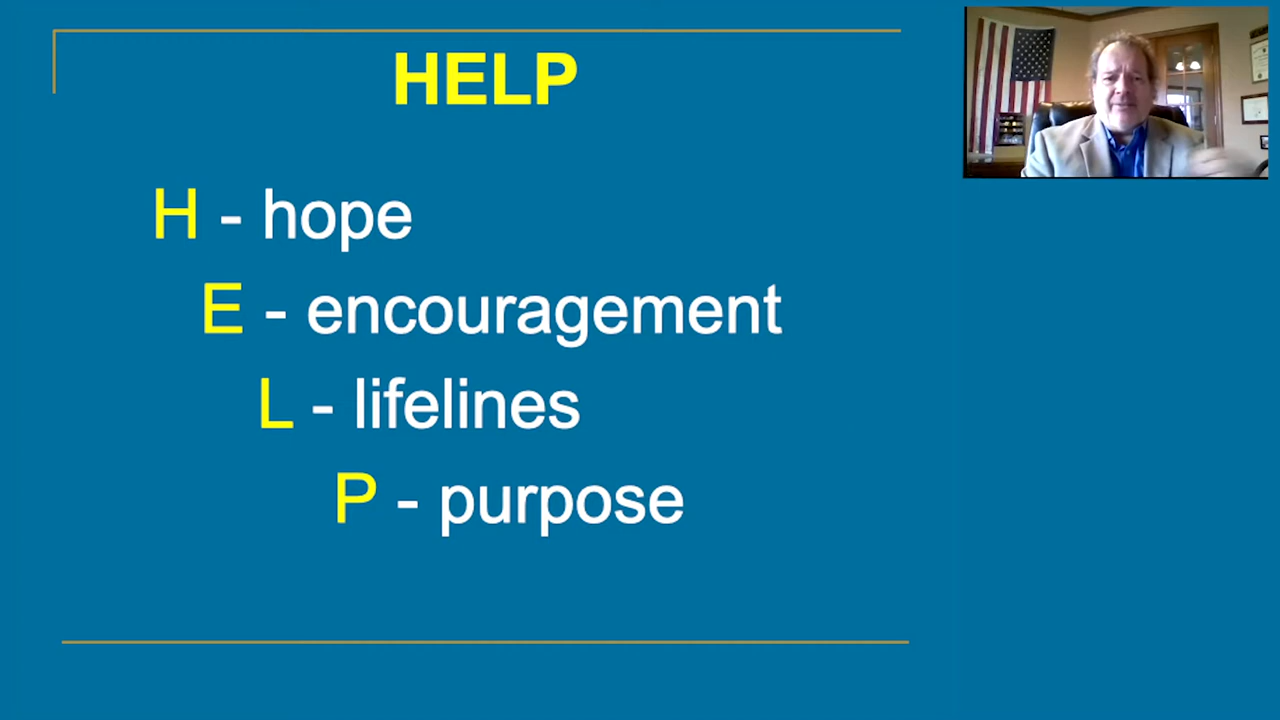 HELP
H - hope
E - encouragement
L - lifelines
P - purpose